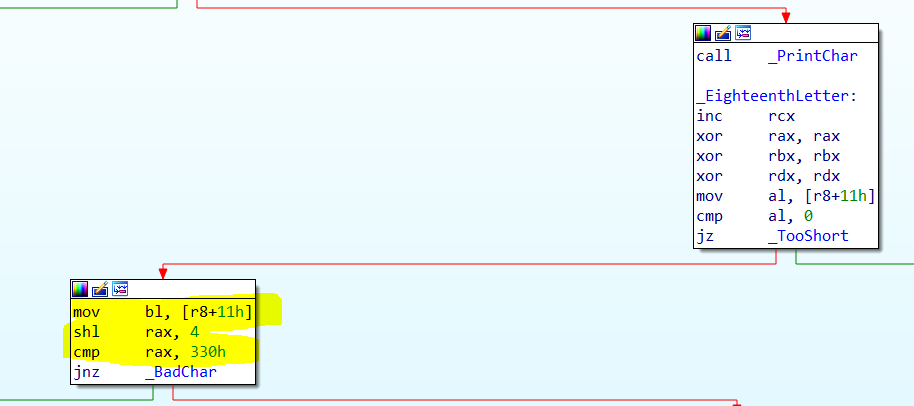 call _PrintChar
_EighteenthLetter:
inc rcx
xor rax, rax
xor rbx, rbx
xor rdx, rdx
mov al, [r8+11h]
cmp al, 0
jz _TooShort
mov bl, [r8+11h]
shl rax, 4
cmp rax, 330h
jnz _BadChar